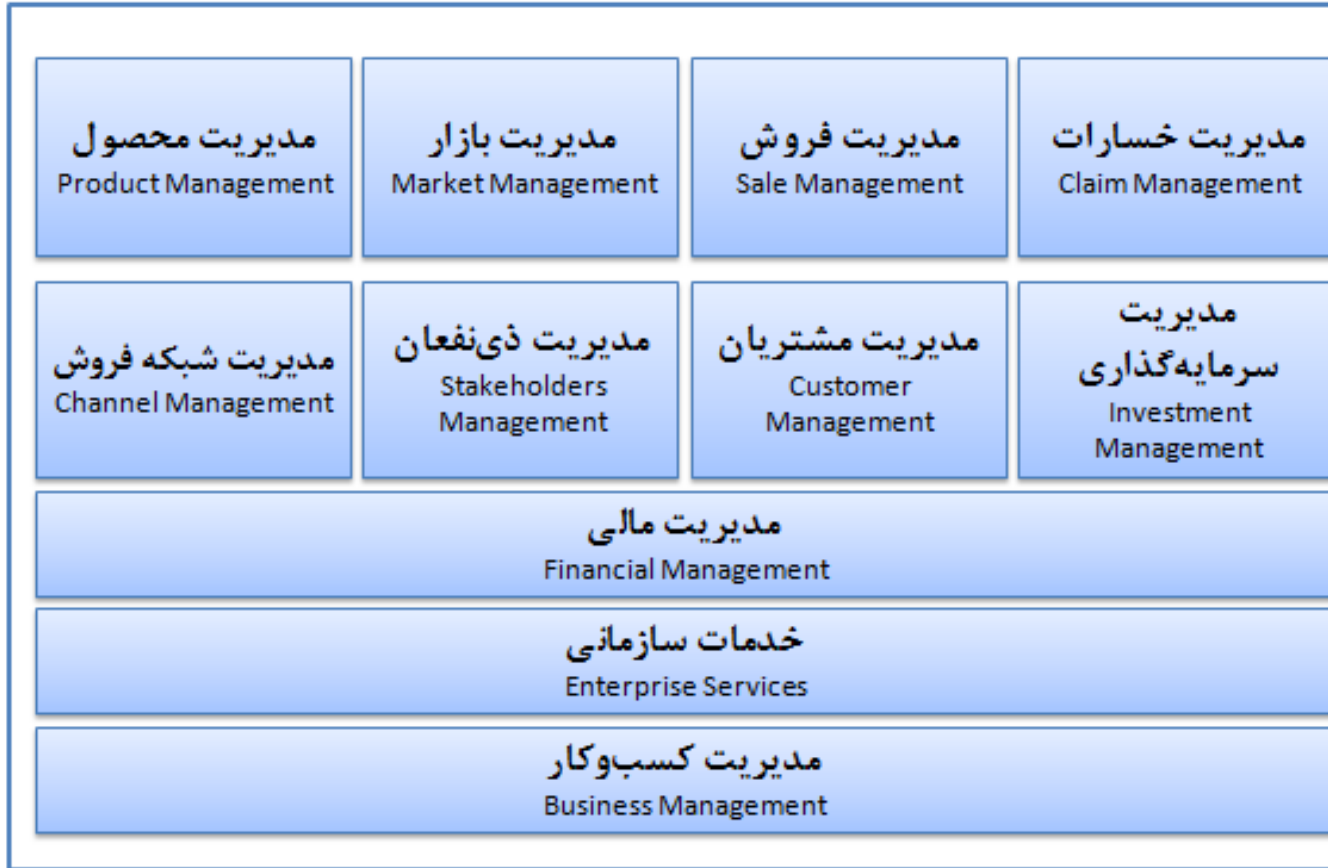 مدیریت محصول
Product Management
مدیریت بازار
Market Management
مدیریت فروش
Sale Management
مدیریت خسارات
Claim Management
مدیریت شبکه فروش
Channel Management
مدیریت ذی‌نفعان
Stakeholders
Management
مدیریت مشتریان
Customer
Management
مدیریت
سرمایه‌گذاری
Investment
Management
مدیریت مالی
Financial Management
خدمات سازمانی
Enterprise Services
مدیریت کسب‌وکار
Business Management